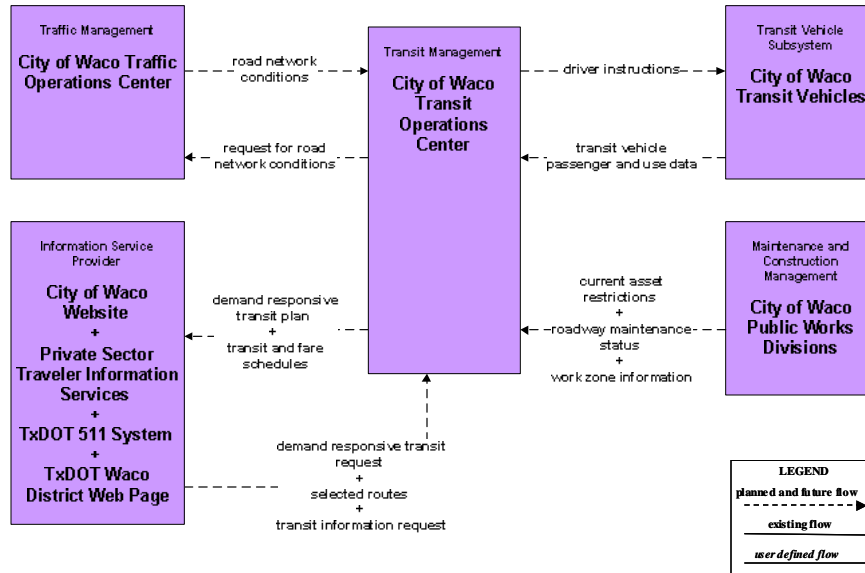 Traffic Management
City of Waco Traffic
Operations Center
road network
conditions
request for road
network conditions
Transit Management
City of Waco
Transit
Operations
Center
driver instructions
transit vehicle
passenger and use data
Transit Vehicle
Subsystem
City of Waco
Transit Vehicles
Information Service
Provider
City of Waco
Website
+
Private Sector
Traveler Information
Services
+
TxDOT 511 System
+
TxDOT Waco
District Web Page
demand responsive
transit plan
+
transit and fare
schedules
current asset
restrictions
+
roadway maintenance
status
+
work zone information
Maintenance and
Construction
Management
City of Waco
Public Works
Divisions
demand responsive transit
request
+
selected routes
+
transit information request
LEGEND
planned and future flow
existing flow
user defined flow